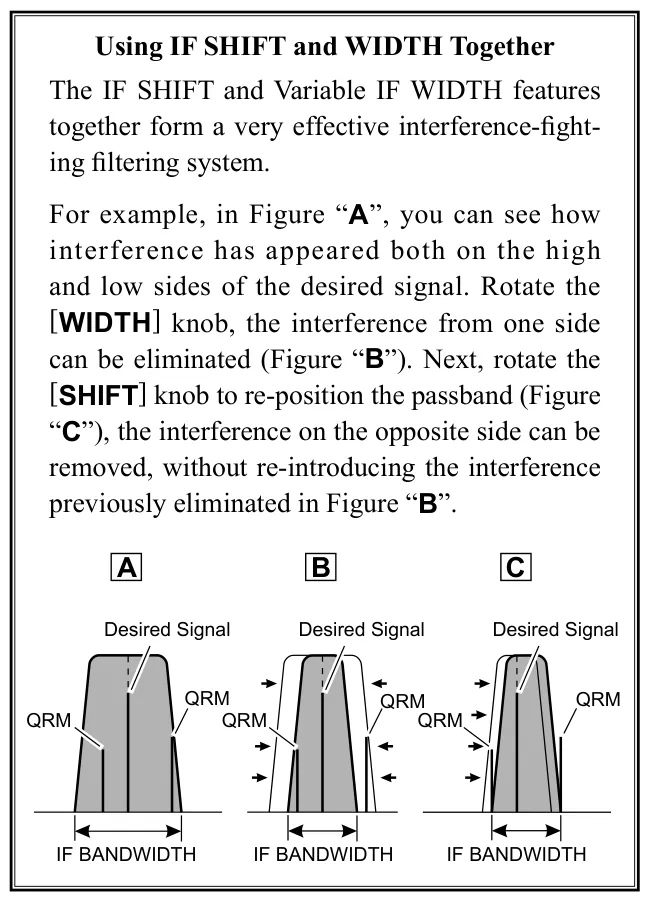 Using IF SHIFT and WIDTH Together
The IF SHIFT and Variable IF WIDTH features
together form a very effective interference-fight-
ing filtering system.
For example, in Figure “A”, you can see how
interference has appeared both on the high
and low sides of the desired signal. Rotate the
[WIDTH] knob, the interference from one side
can be eliminated (Figure “B”). Next, rotate the
[SHIFT] knob to re-position the passband (Figure
“C”), the interference on the opposite side can be
removed, without re-introducing the interference
previously eliminated in Figure “B”.
A
B
C
Desired Signal
Desired Signal
Desired Signal
QRM
QRM
QRM
QRM
QRM
QRM
IF BANDWIDTH
IF BANDWIDTH
IF BANDWIDTH